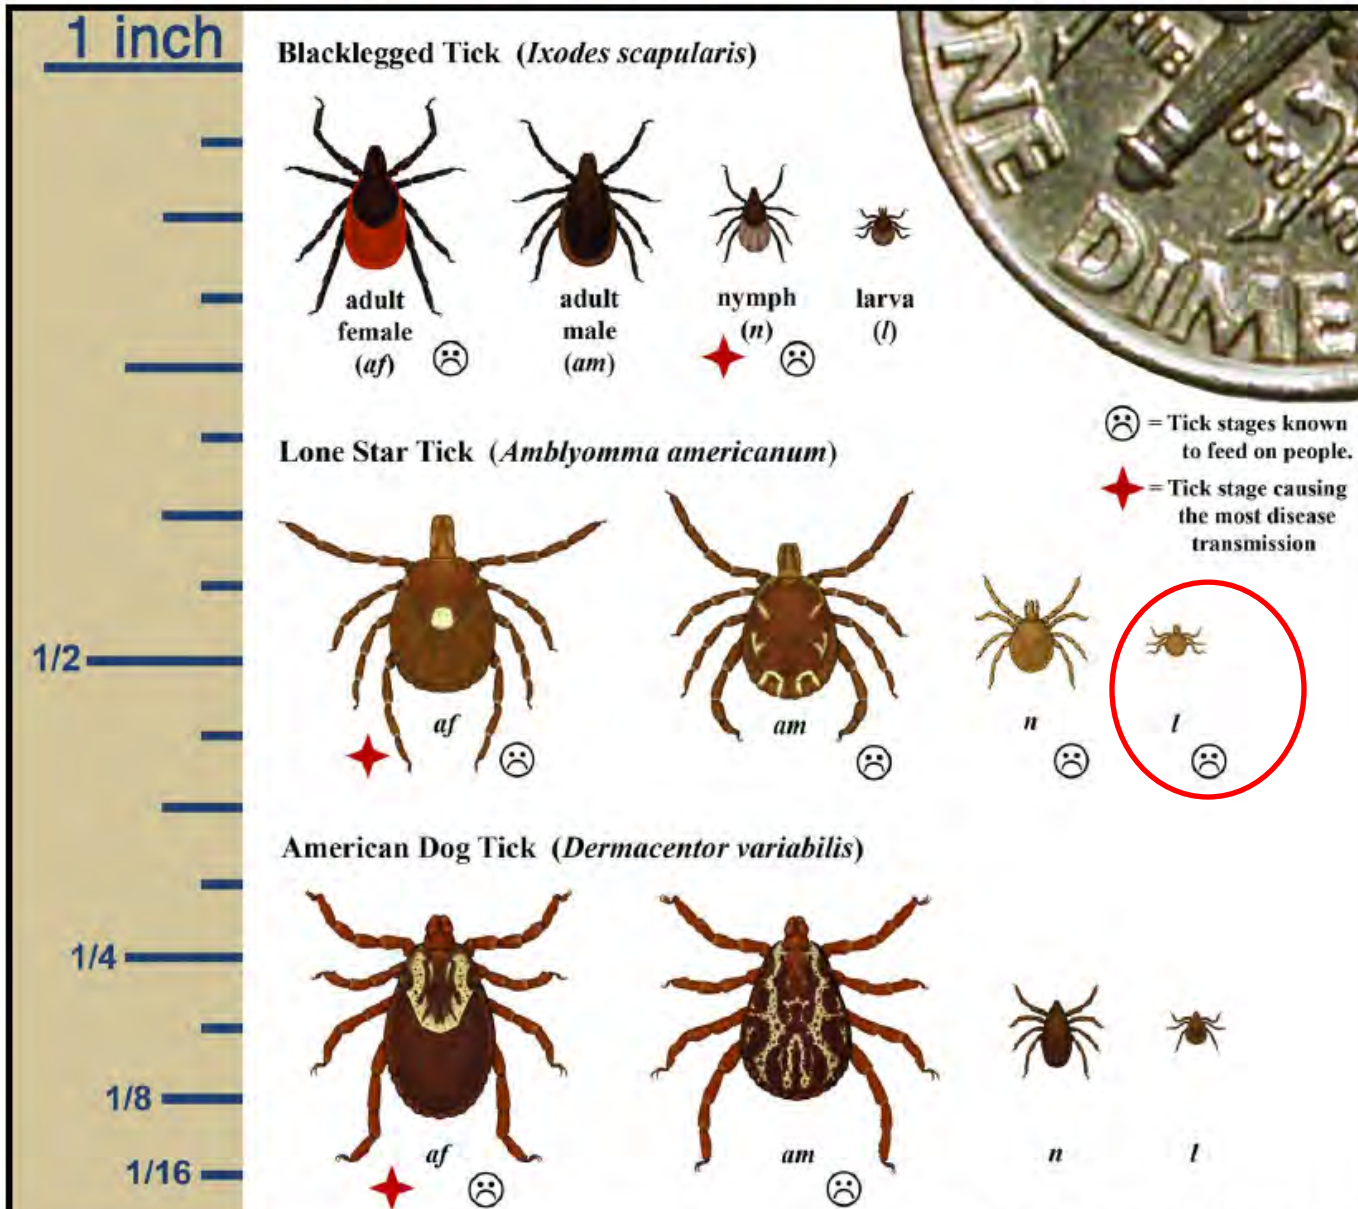 1 inch
1/2
1/4
1/8
1/16
Blacklegged Tick (Ixodes scapularis)
adult
female
(af)
adult
male
(am)
nymph
(n)
larva
(l)
NE DIME
= Tick stages known
to feed on people.
= Tick stage causing
the most disease
transmission
Lone Star Tick (Amblyomma americanum)
af
am
n
l
American Dog Tick (Dermacentor variabilis)
af
am
n
l